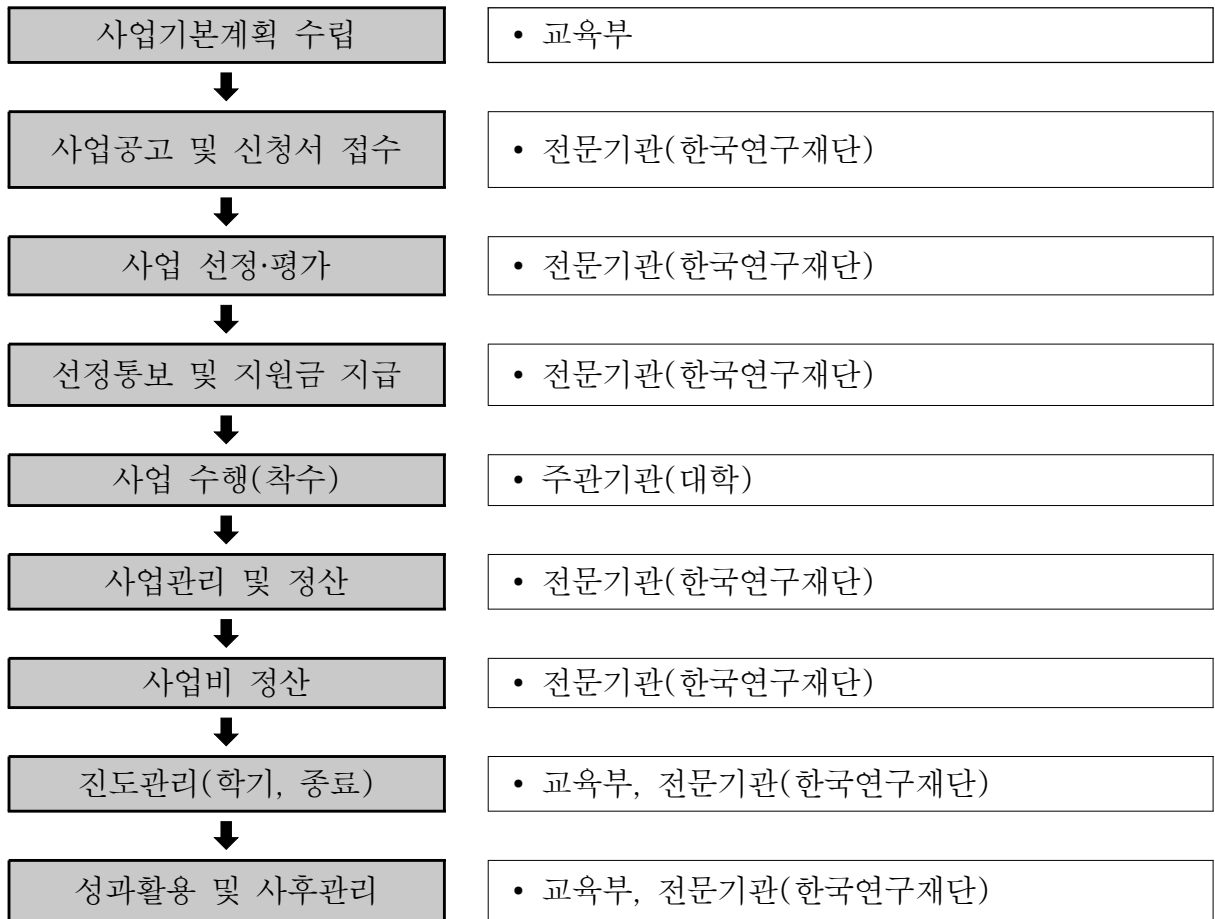 사업기본계획 수립
• 교육부
사업공고 및 신청서 접수
• 전문기관(한국연구재단)
사업 선정·평가
• 전문기관(한국연구재단)
선정통보 및 지원금 지급
• 전문기관(한국연구재단)
사업 수행(착수)
• 주관기관(대학)
사업관리 및 정산
• 전문기관(한국연구재단)
사업비 정산
• 전문기관(한국연구재단)
진도관리(학기, 종료)
• 교육부, 전문기관(한국연구재단)
성과활용 및 사후관리
• 교육부, 전문기관(한국연구재단)